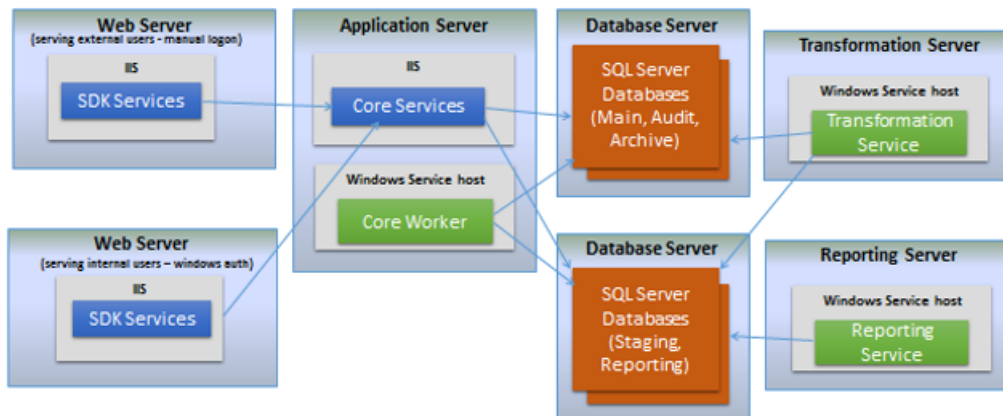 Web Server
(serving external users - manual logon)
IIS
SDK Services
Web Server
(serving internal users – windows auth)
IIS
SDK Services
Application Server
IIS
Core Services
Windows Service host
Core Worker
Database Server
SQL Server
Databases
(Main, Audit,
Archive)
Database Server
SQL Server
Databases
(Staging,
Reporting)
Transformation Server
Windows Service host
Transformation
Service
Reporting Server
Windows Service host
Reporting
Service